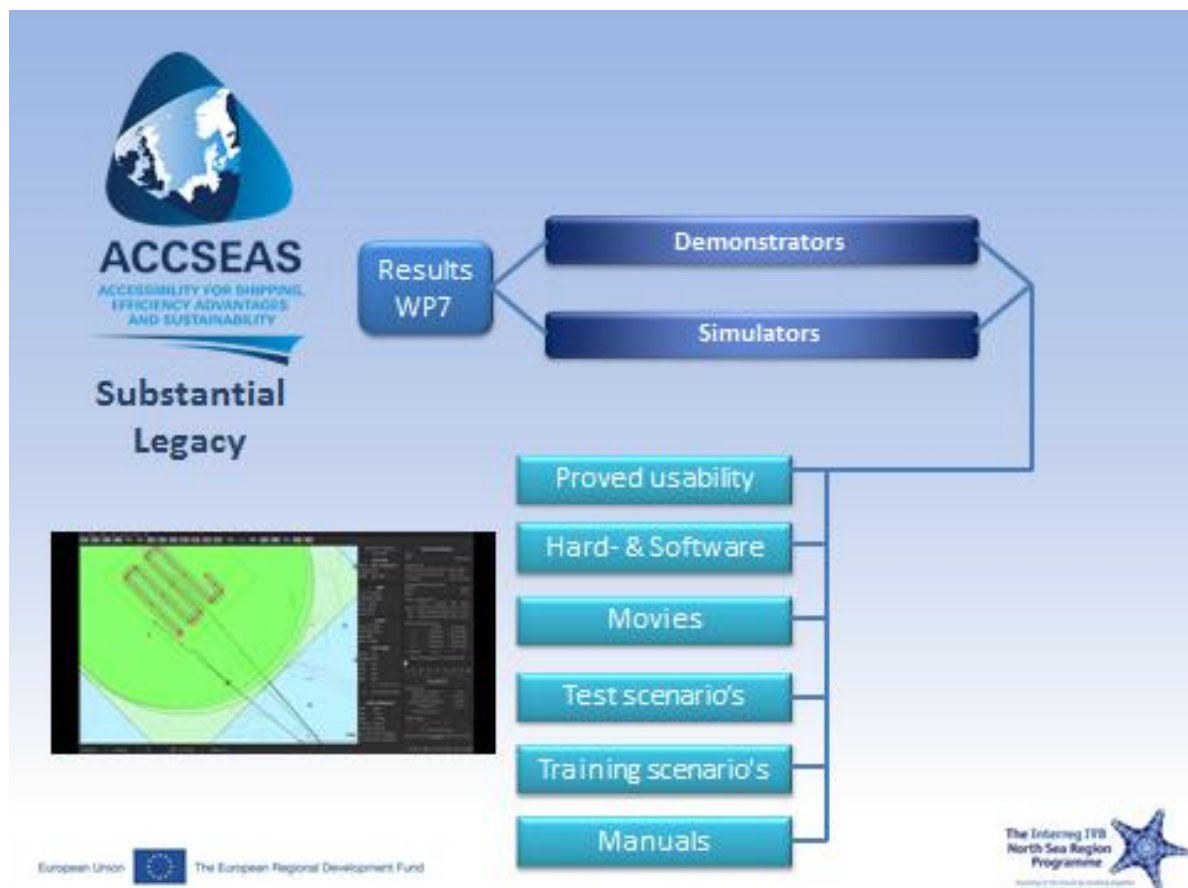 ACCSEAS
ACCESSIBILITY FOR SHIPPING,
EFFICIENCY ADVANTAGES
AND SUSTAINABILITY
Substantial
Legacy
Results
WP7
Demonstrators
Simulators
Proved usability
Hard- & Software
Movies
Test scenario's
Training scenario's
Manuals
European Union
The European Regional Development Fund
The Interreg IVB
North Sea Region
Programme